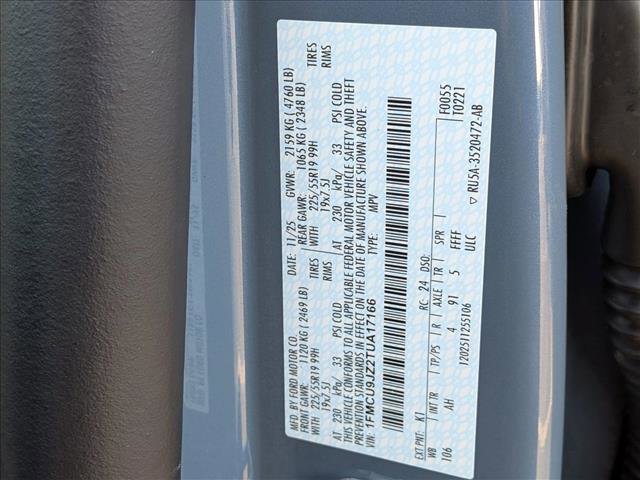 MFD. BY FORD MOTOR CO.
DATE: 11/25 GVWR: 2159 KG ( 4760 LB)
FRONT GAWR: 1120 KG ( 2469 LB) REAR GAWR: 1065 KG ( 2348 LB)
WITH 225/55R19 99H TIRES WITH 225/55R19 99H TIRES
19x7.5J RIMS 19x7.5J RIMS
AT 230 kPa/ 33 PSI COLD AT 230 kPa/ 33 PSI COLD
THIS VEHICLE CONFORMS TO ALL APPLICABLE FEDERAL MOTOR VEHICLE SAFETY AND THEFT
PREVENTION STANDARDS IN EFFECT ON THE DATE OF MANUFACTURE SHOWN ABOVE.
VIN: 1FMCU9JZ2TUA17166 TYPE: MPV
EXT PNT: K1 RC: 24 DSO: F0055
WB INT TR TP/PS R AXLE TR SPR T0221
106 AH 4 91 5 FFFF
1202511255106 ULC ▽ RU5A-3520472-AB